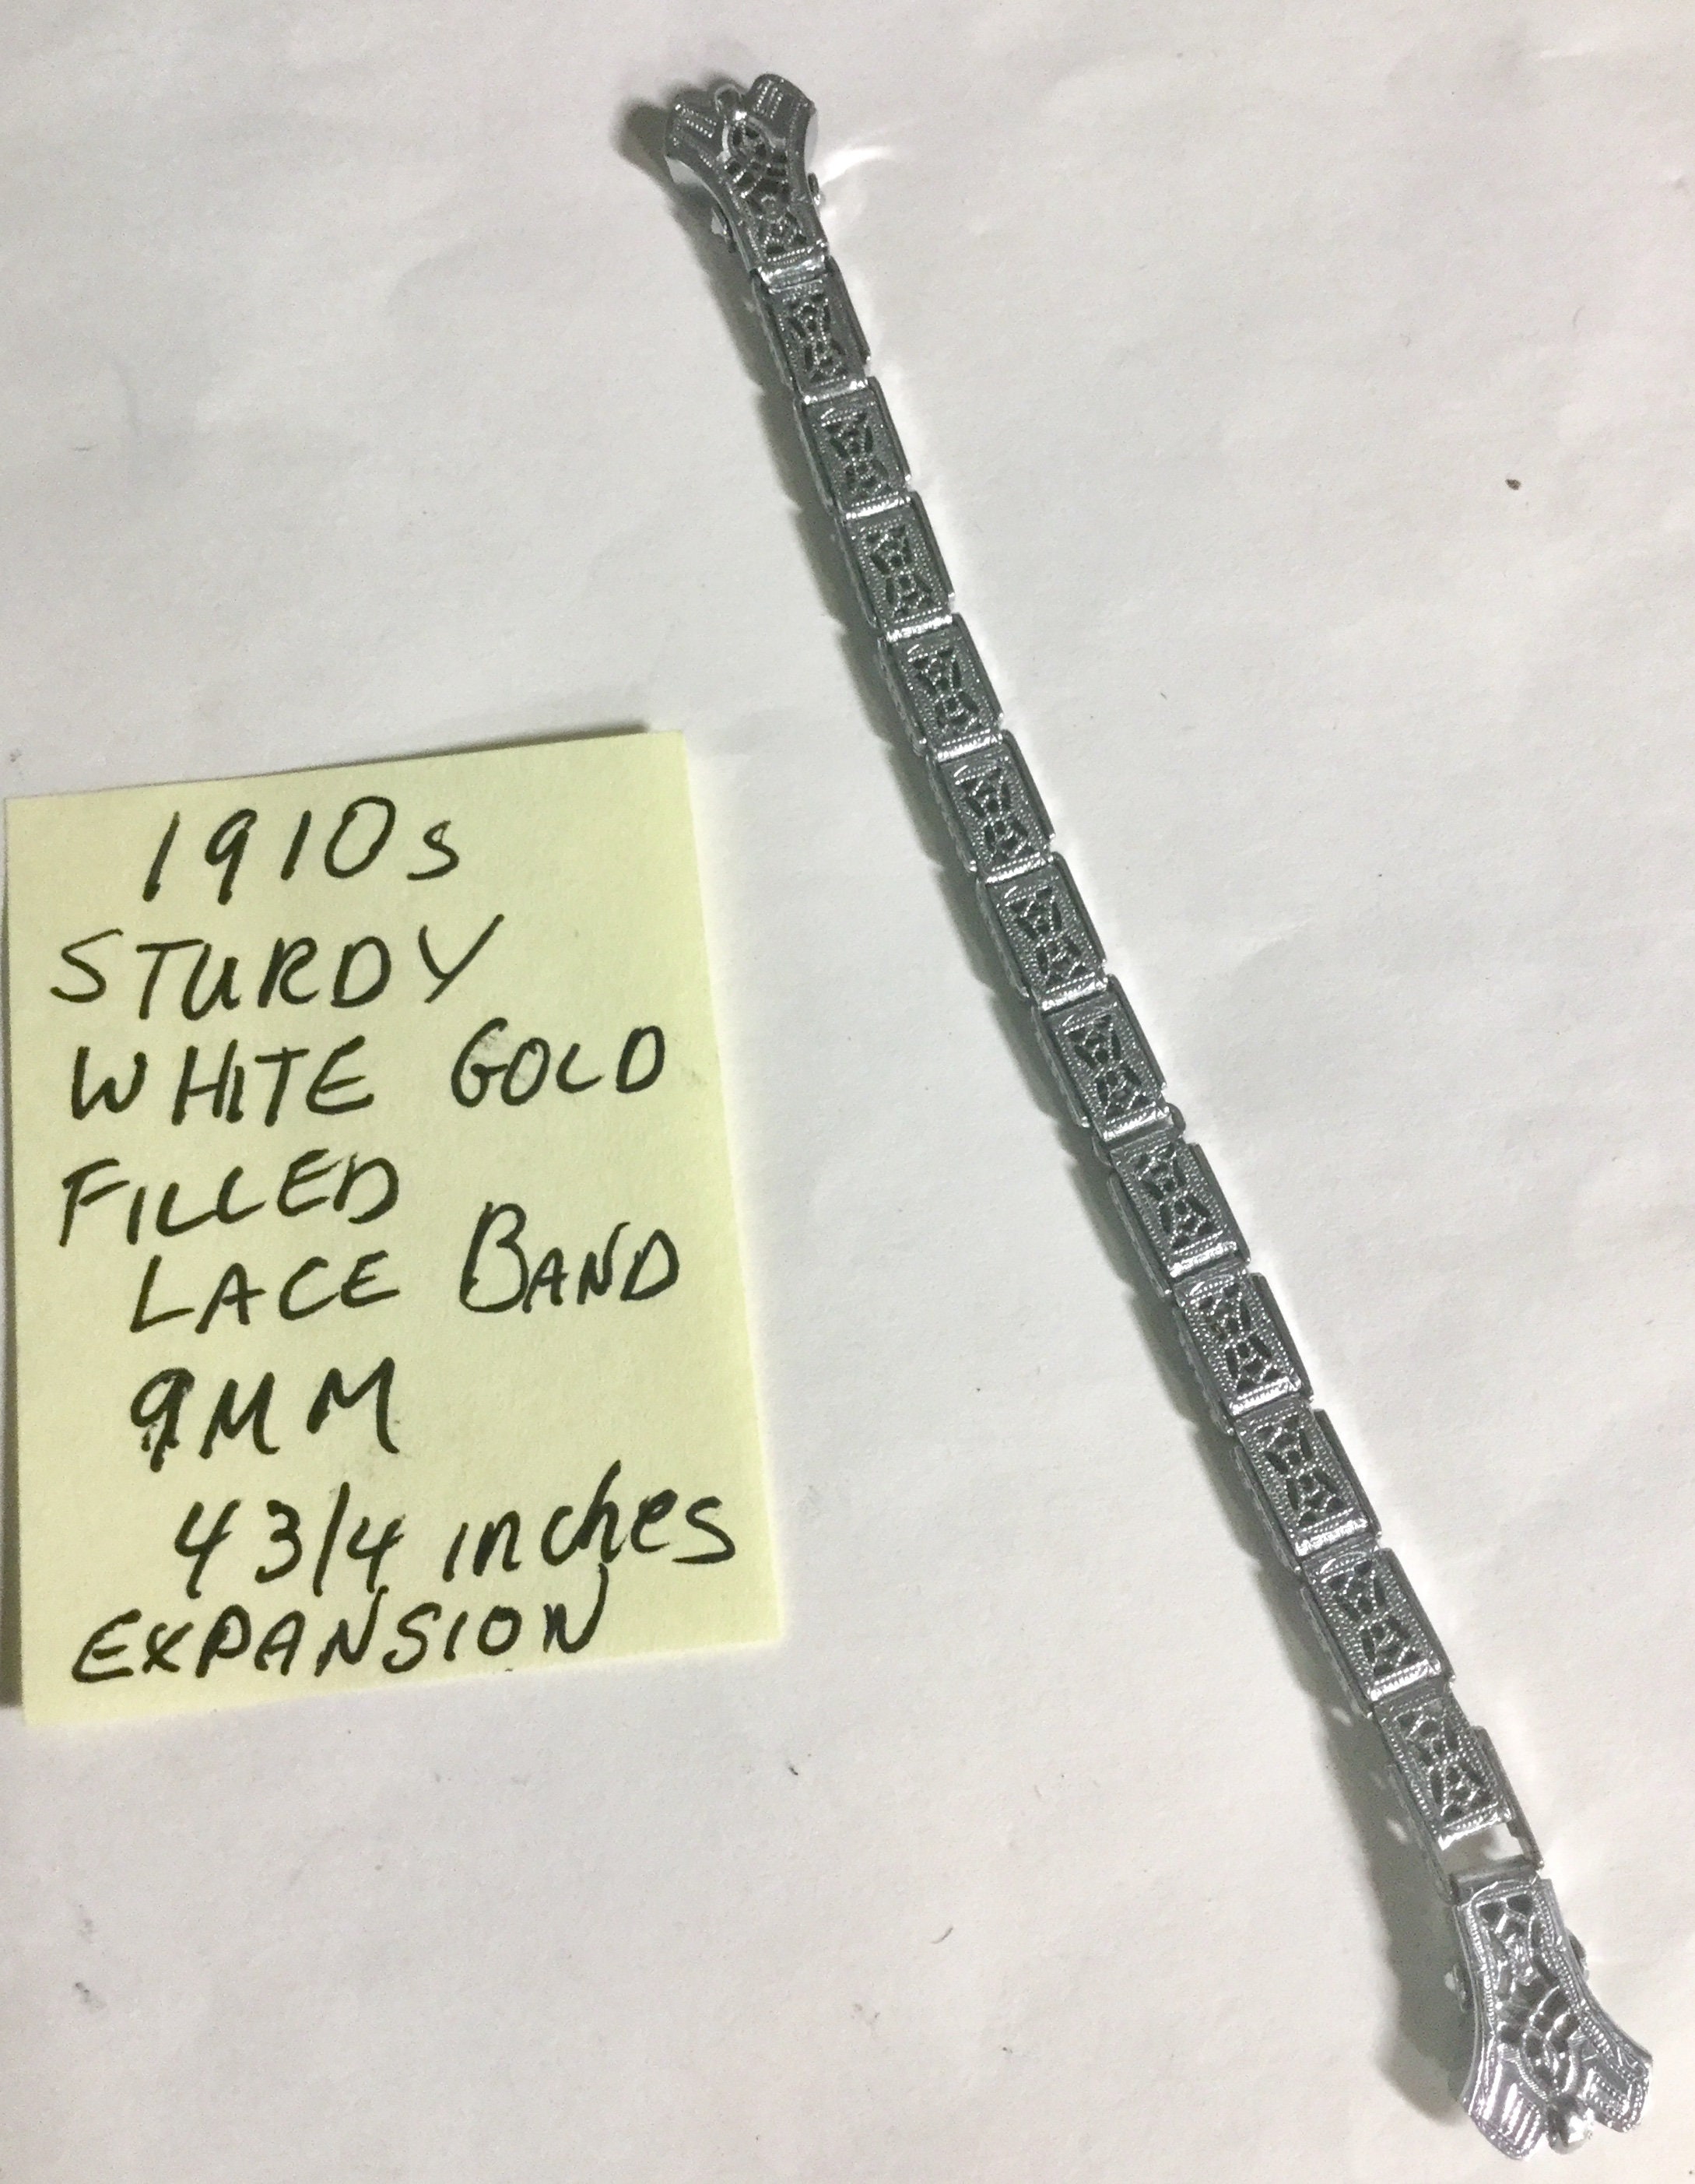 1910s
STURDY
WHITE GOLD
FILLED
LACE BAND
9MM
4 3/4 inches
EXPANSION